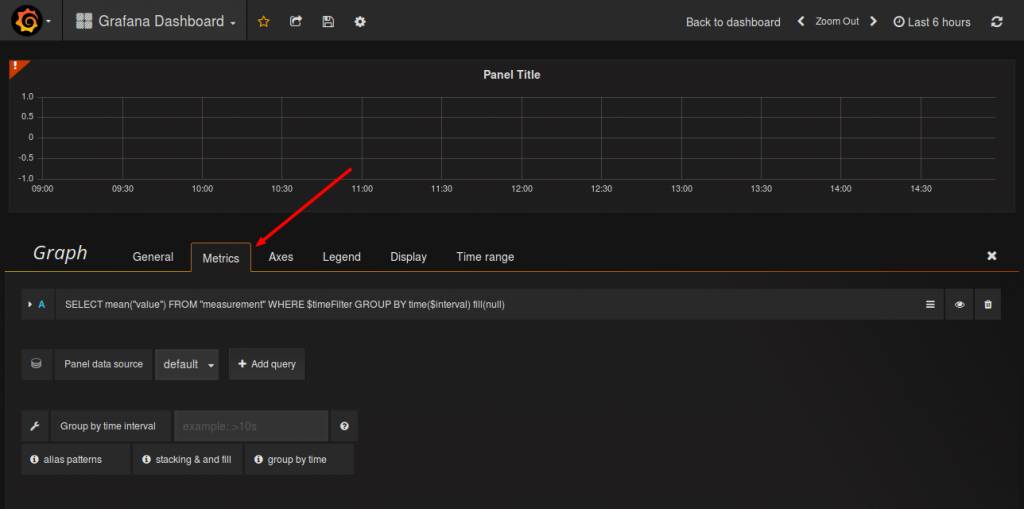 Grafana Dashboard
Back to dashboard
Zoom Out
Last 6 hours
!
Panel Title
1.0
0.5
0
-0.5
-1.0
09:00 09:30 10:00 10:30 11:00 11:30 12:00 12:30 13:00 13:30 14:00 14:30
Graph General Metrics Axes Legend Display Time range
A SELECT mean("value") FROM "measurement" WHERE $timeFilter GROUP BY time($interval) fill(null)
Panel data source default + Add query
Group by time interval example: >10s
alias patterns stacking & and fill group by time